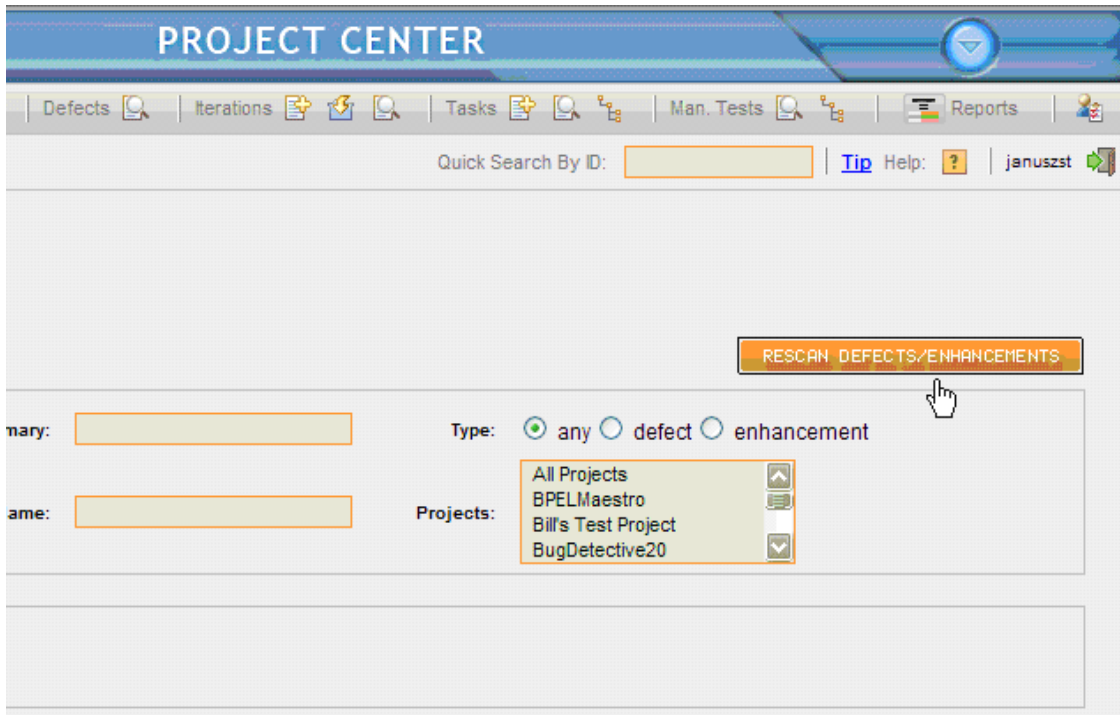 PROJECT CENTER
Defects Iterations Tasks Man. Tests Reports
Quick Search By ID: Tip Help: ? januszst
RESCAN DEFECTS/ENHANCEMENTS
mary: Type: any defect enhancement
All Projects
BPELMaestro
ame: Projects:
Bill's Test Project
BugDetective20